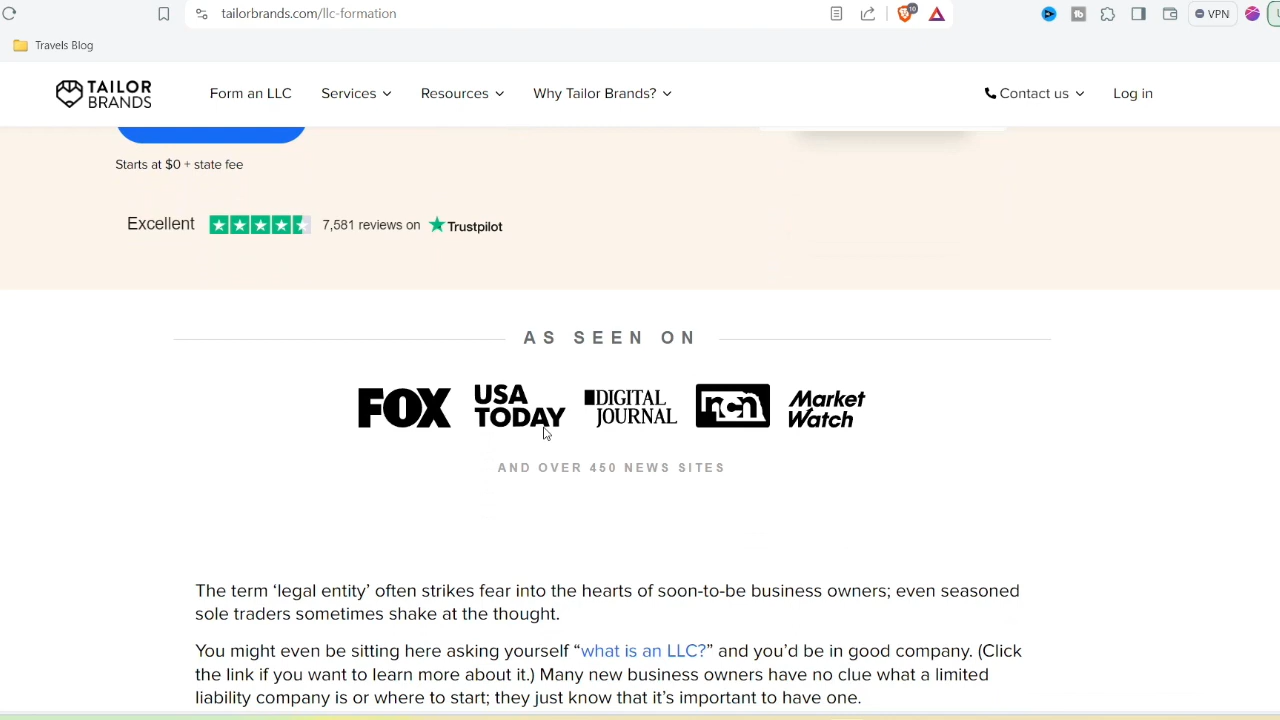 tailorbrands.com/llc-formation
10
VPN
Travels Blog
TAILOR
BRANDS
Form an LLC
Services
Resources
Why Tailor Brands?
Contact us
Log in
Starts at $0 + state fee
Excellent
7,581 reviews on
Trustpilot
AS SEEN ON
FOX
USA
TODAY
DIGITAL
JOURNAL
ncn
Market
Watch
AND OVER 450 NEWS SITES
The term ‘legal entity’ often strikes fear into the hearts of soon-to-be business owners; even seasoned
sole traders sometimes shake at the thought.
You might even be sitting here asking yourself “what is an LLC?” and you’d be in good company. (Click
the link if you want to learn more about it.) Many new business owners have no clue what a limited
liability company is or where to start; they just know that it’s important to have one.